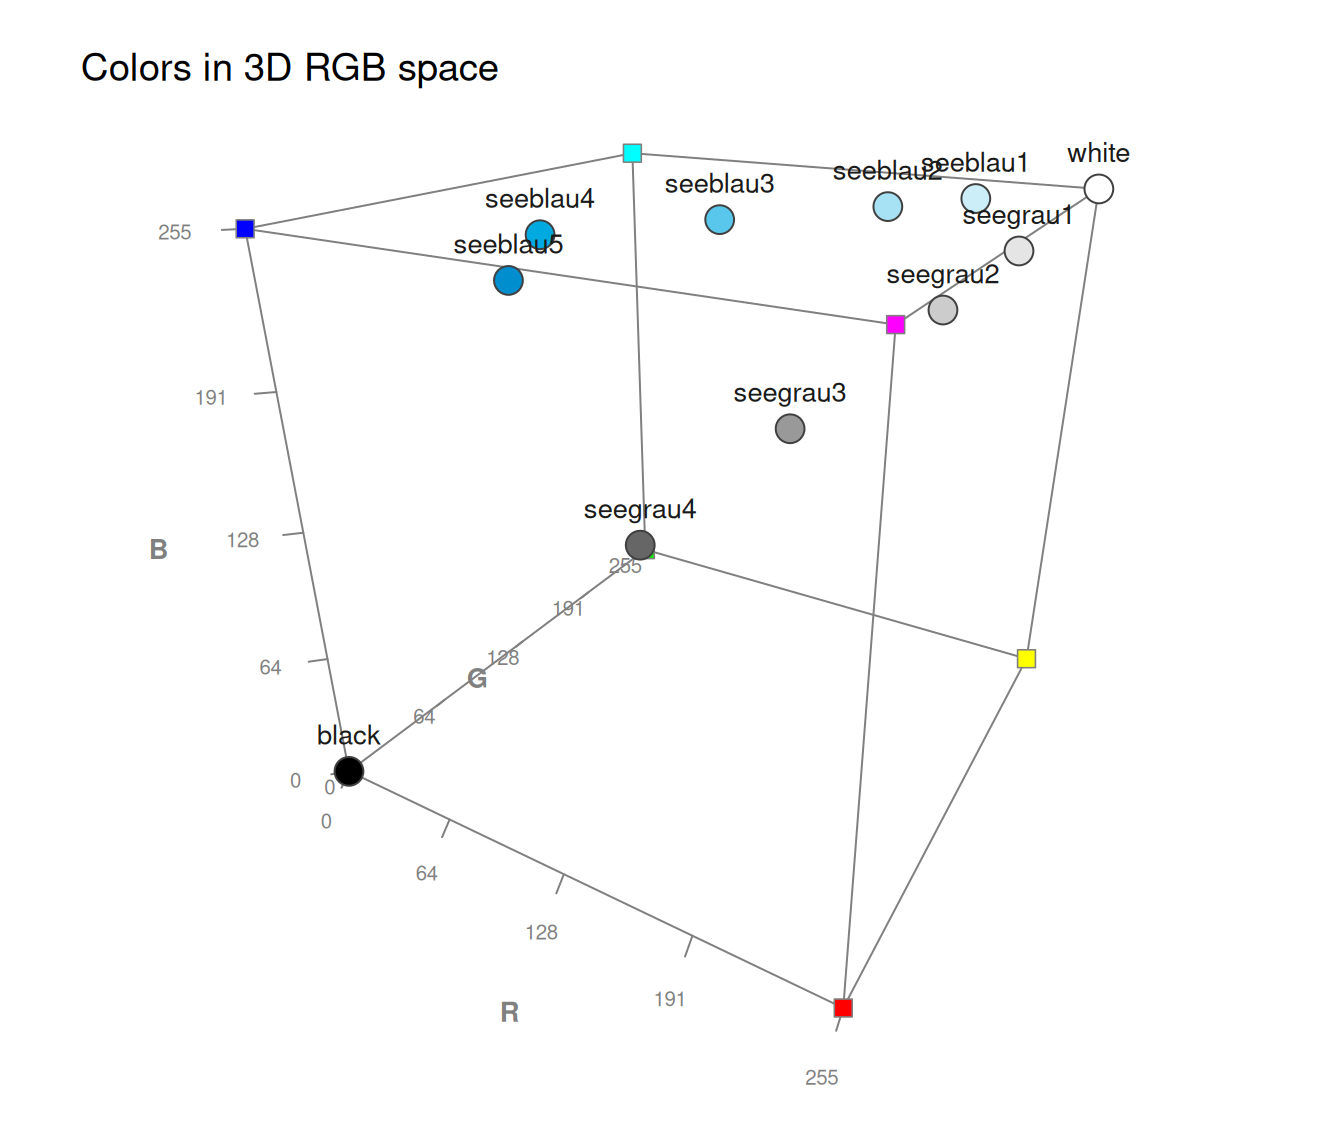 Colors in 3D RGB space
white
seeblau1
seeblau2
seeblau3
seeblau4
seegrau1
255
seeblau5
seegrau2
seegrau3
191
seegrau4
128
B
255
191
128
64
G
64
black
0
0
0
64
128
191
R
255